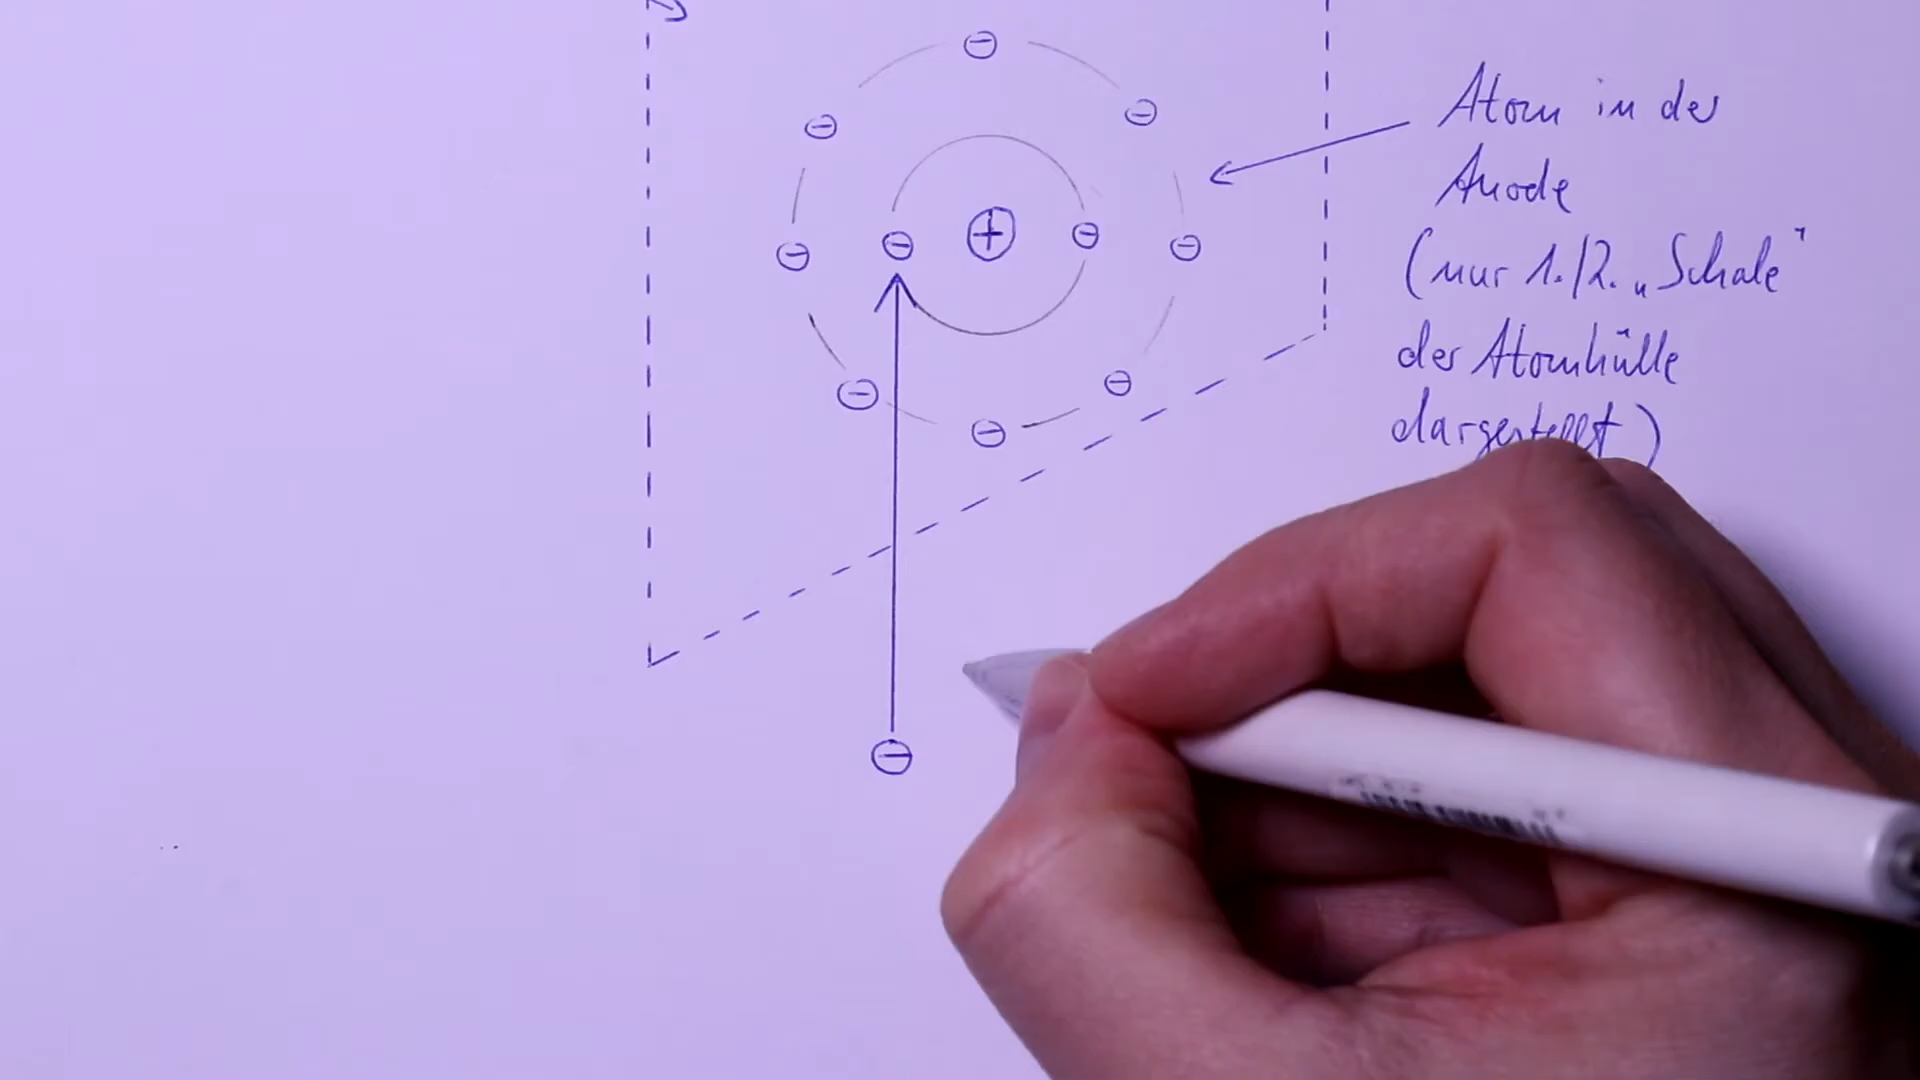 Atom in der
Anode
(nur 1./2. „Schale"
der Atomhülle
dargestellt)